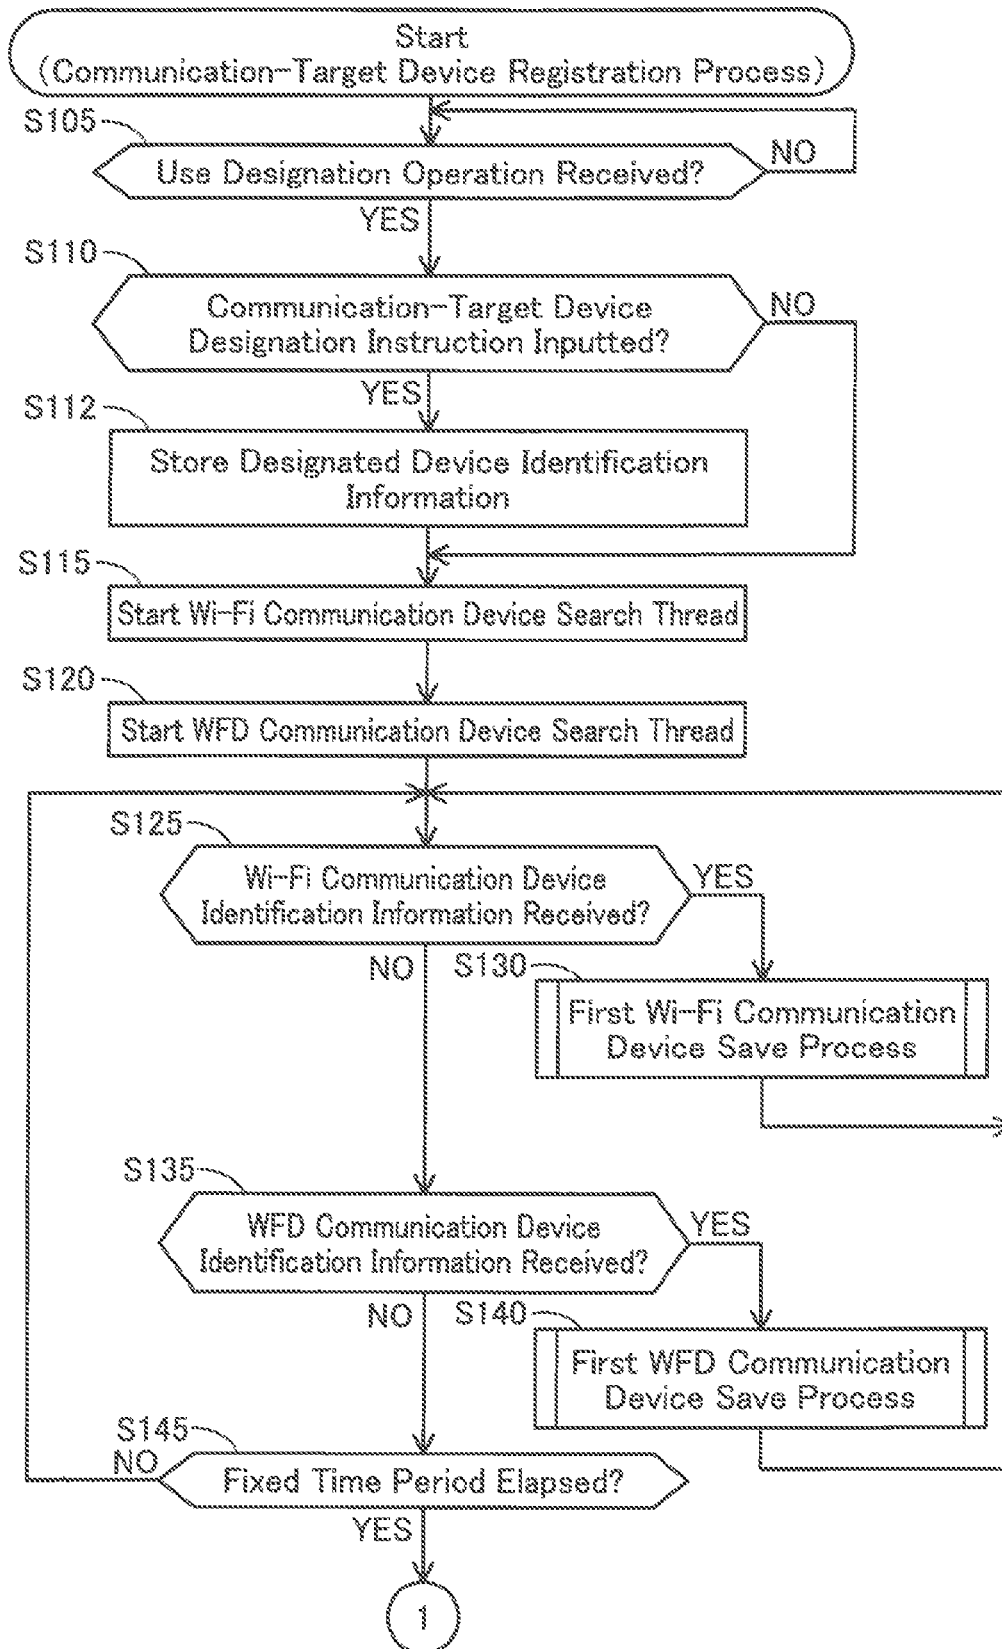 Start
(Communication-Target Device Registration Process)
S105
Use Designation Operation Received?
NO
YES
S110
Communication-Target Device
Designation Instruction Inputted?
NO
YES
S112
Store Designated Device Identification
Information
S115
Start Wi-Fi Communication Device Search Thread
S120
Start WFD Communication Device Search Thread
S125
Wi-Fi Communication Device
Identification Information Received?
YES
NO
S130
First Wi-Fi Communication
Device Save Process
S135
WFD Communication Device
Identification Information Received?
YES
NO
S140
First WFD Communication
Device Save Process
S145
NO
Fixed Time Period Elapsed?
YES
1